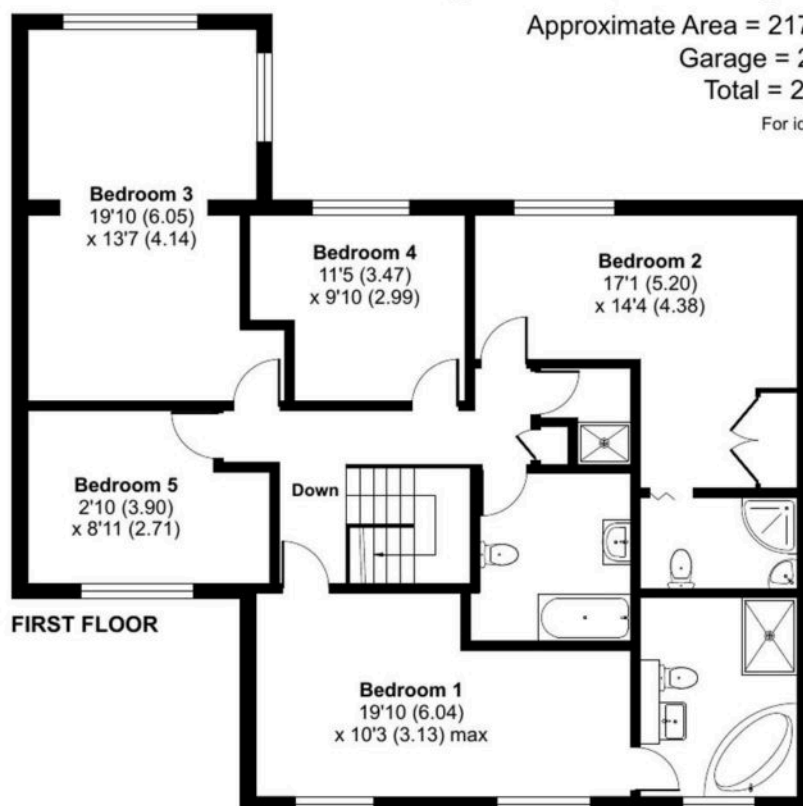 Approximate Area = 217
Garage = 2
Total = 2
For id
Bedroom 3
19'10 (6.05)
x 13'7 (4.14)
Bedroom 4
11'5 (3.47)
x 9'10 (2.99)
Bedroom 2
17'1 (5.20)
x 14'4 (4.38)
Bedroom 5
2'10 (3.90)
x 8'11 (2.71)
Down
FIRST FLOOR
Bedroom 1
19'10 (6.04)
x 10'3 (3.13) max